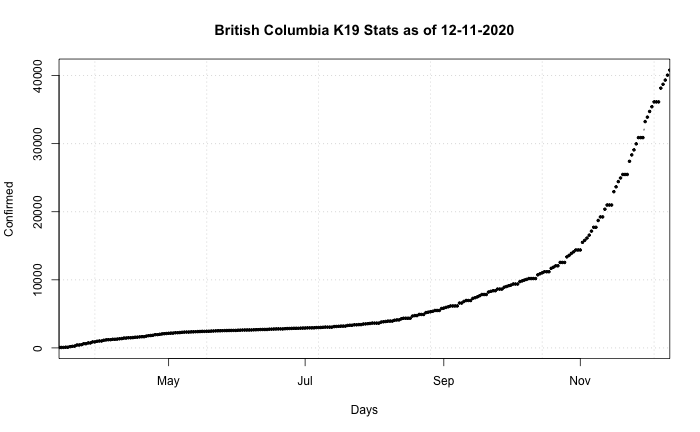 British Columbia K19 Stats as of 12-11-2020
40000
30000
20000
10000
0
Confirmed
May Jul Sep Nov
Days